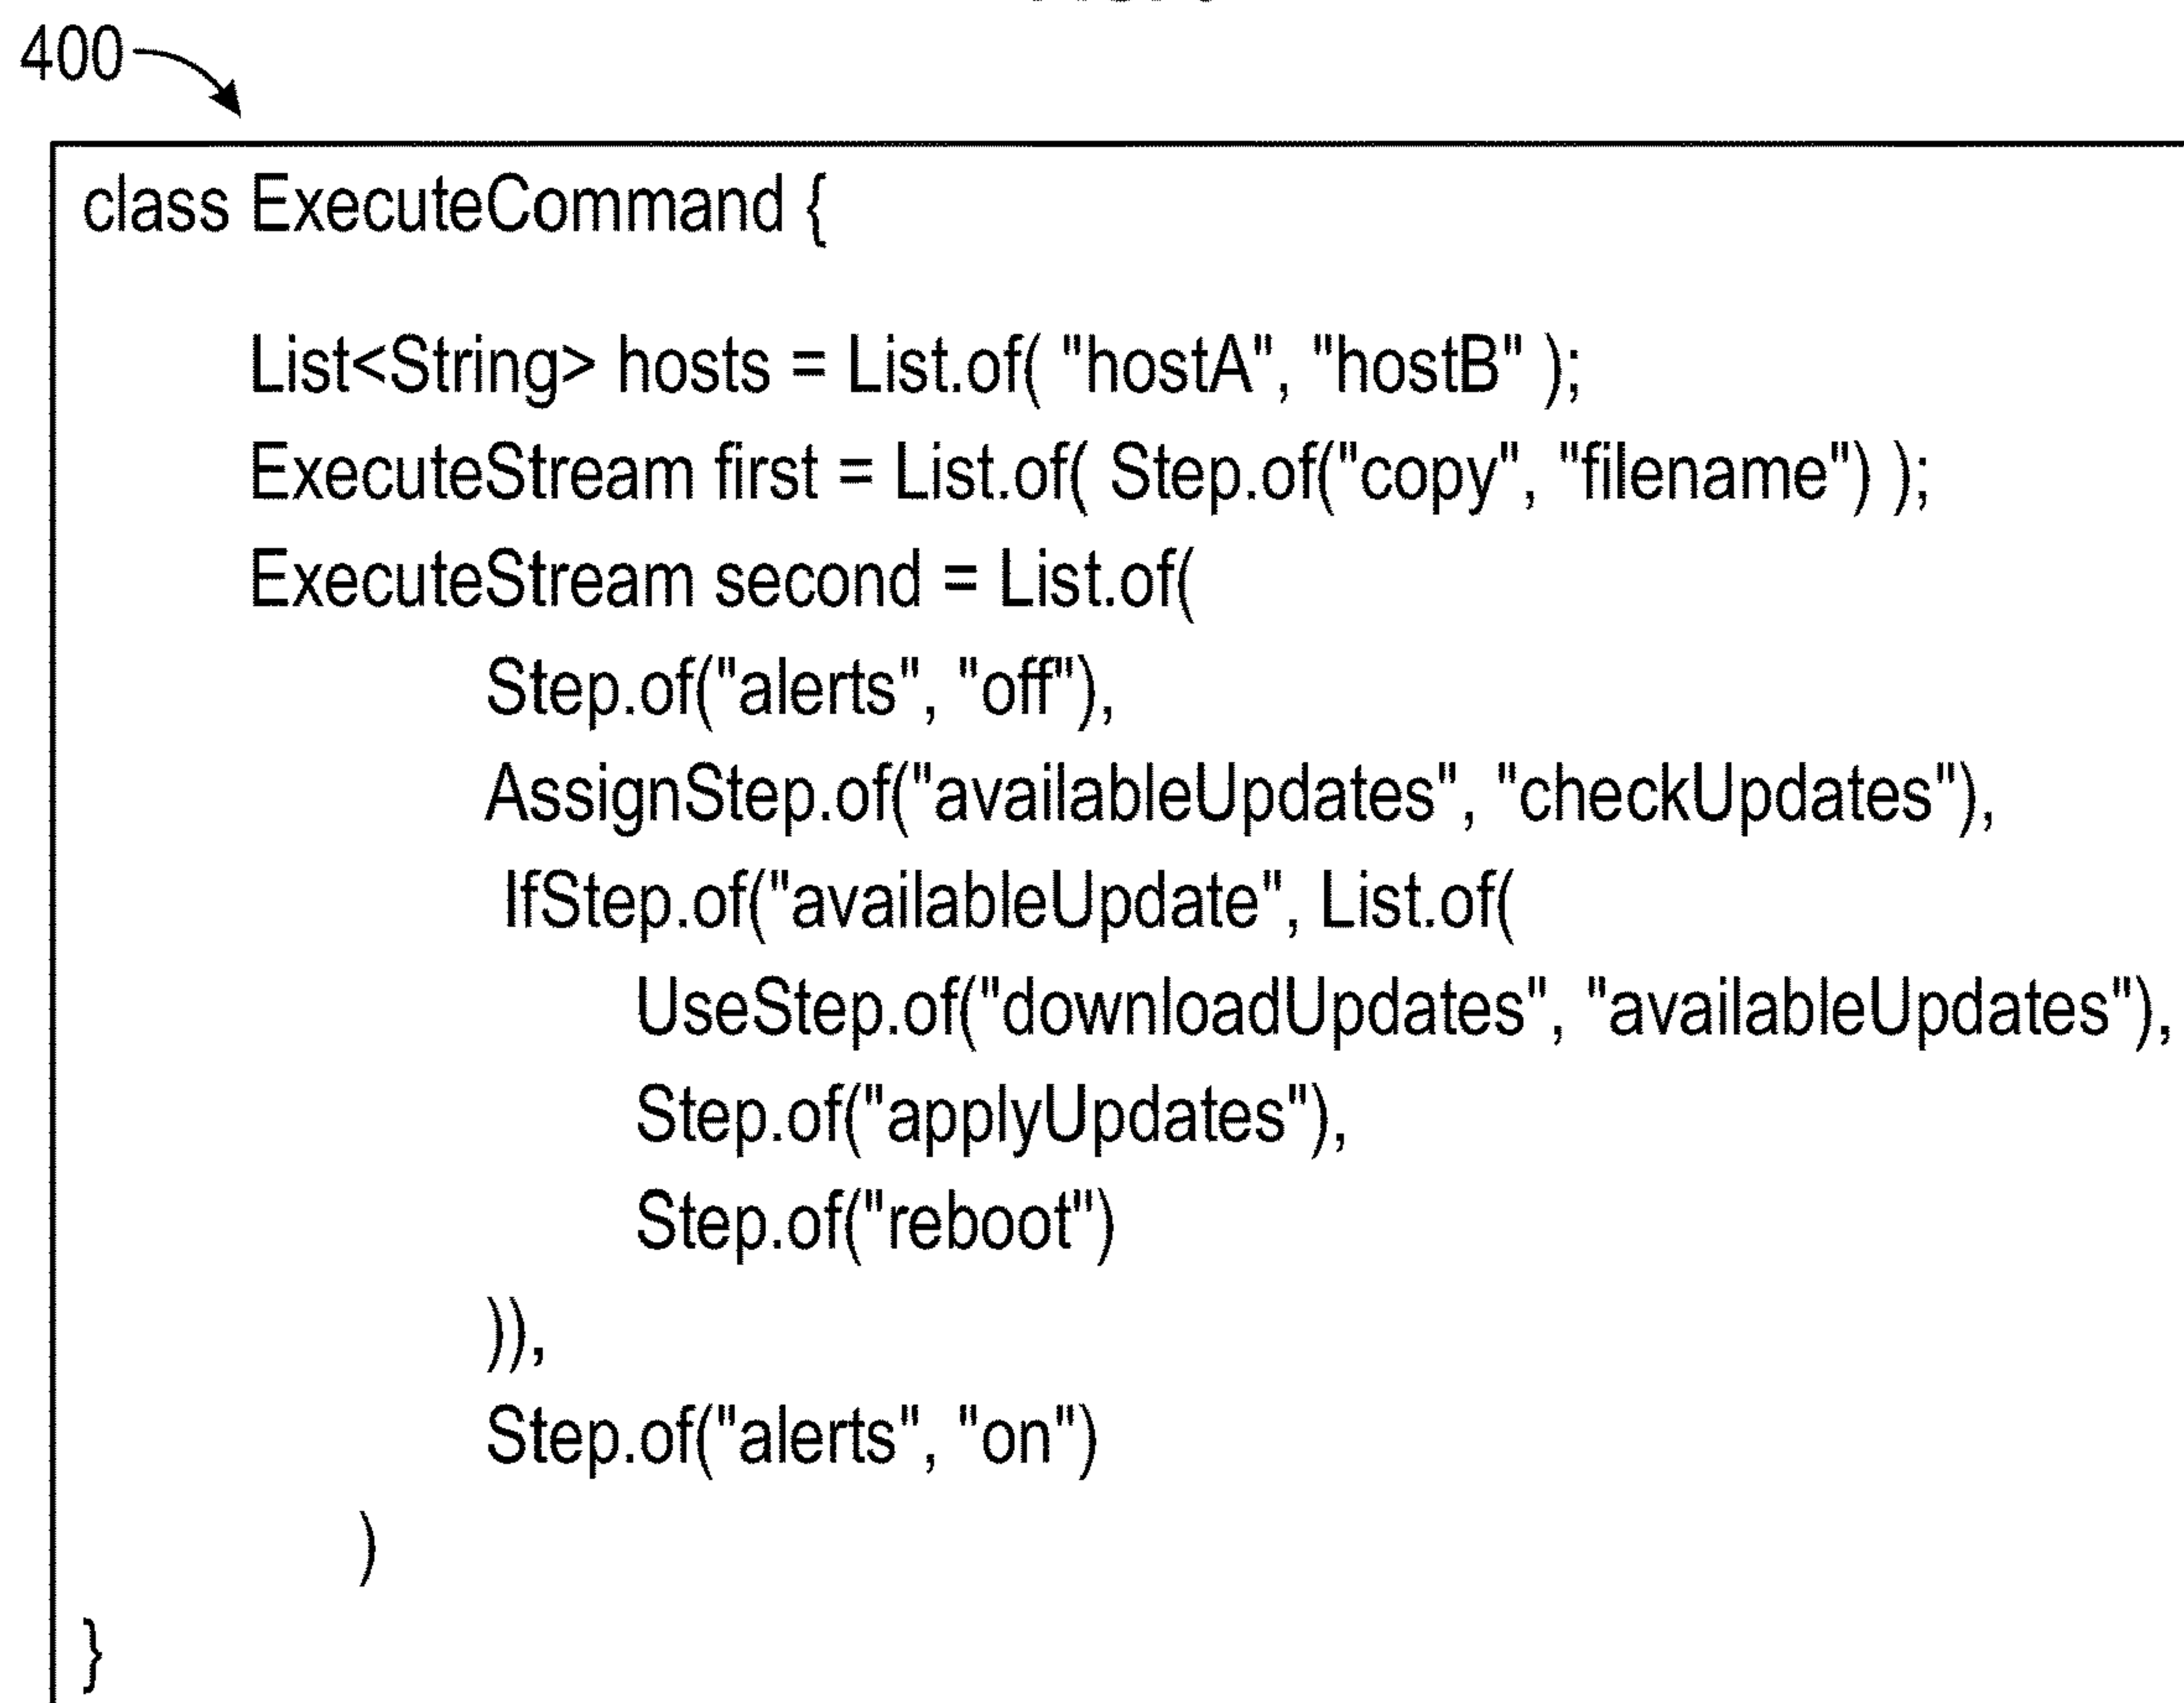 400
class ExecuteCommand {
List<String> hosts = List.of( "hostA", "hostB" );
ExecuteStream first = List.of( Step.of("copy", "filename") );
ExecuteStream second = List.of(
Step.of("alerts", "off"),
AssignStep.of("availableUpdates", "checkUpdates"),
IfStep.of("availableUpdate", List.of(
UseStep.of("downloadUpdates", "availableUpdates"),
Step.of("applyUpdates"),
Step.of("reboot")
)),
Step.of("alerts", "on")
)
}